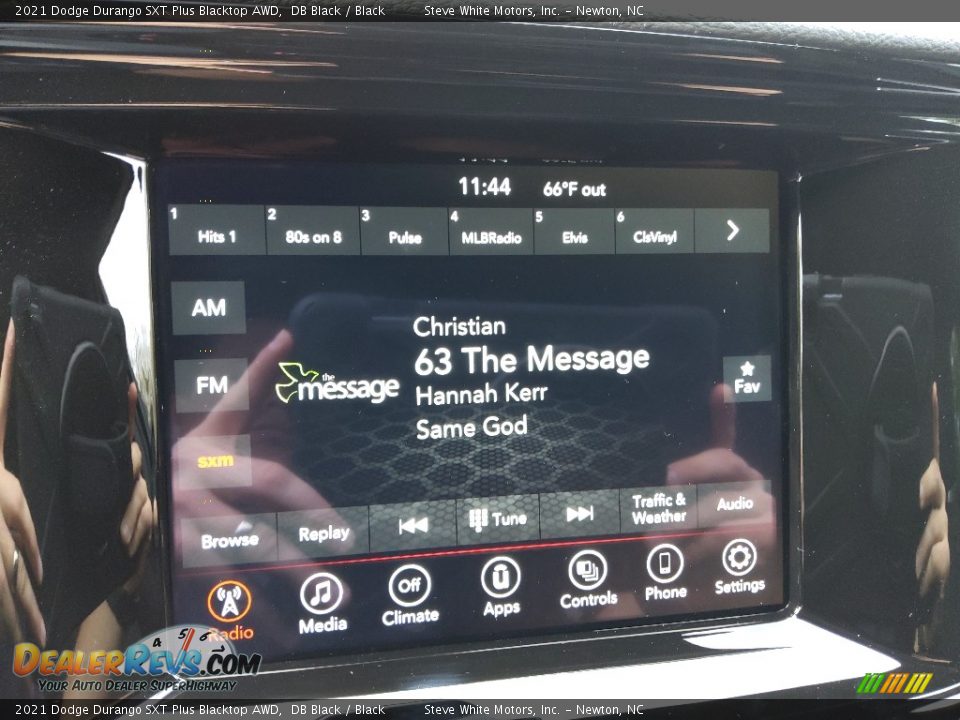 2021 Dodge Durango SXT Plus Blacktop AWD, DB Black / Black Steve White Motors, Inc. - Newton, NC
11:44 66°F out
1 Hits 1 2 80s on 8 3 Pulse 4 MLBRadio 5 Elvis 6 ClsVinyl
AM
Christian
63 The Message
the message
Hannah Kerr
Same God
FM
Fav
sxm
Browse Replay Tune Traffic & Weather Audio
Radio Media Off Climate Apps Controls Phone Settings
4 5 6
DealerRevs.com
Your Auto Dealer SuperHighway
2021 Dodge Durango SXT Plus Blacktop AWD, DB Black / Black Steve White Motors, Inc. - Newton, NC